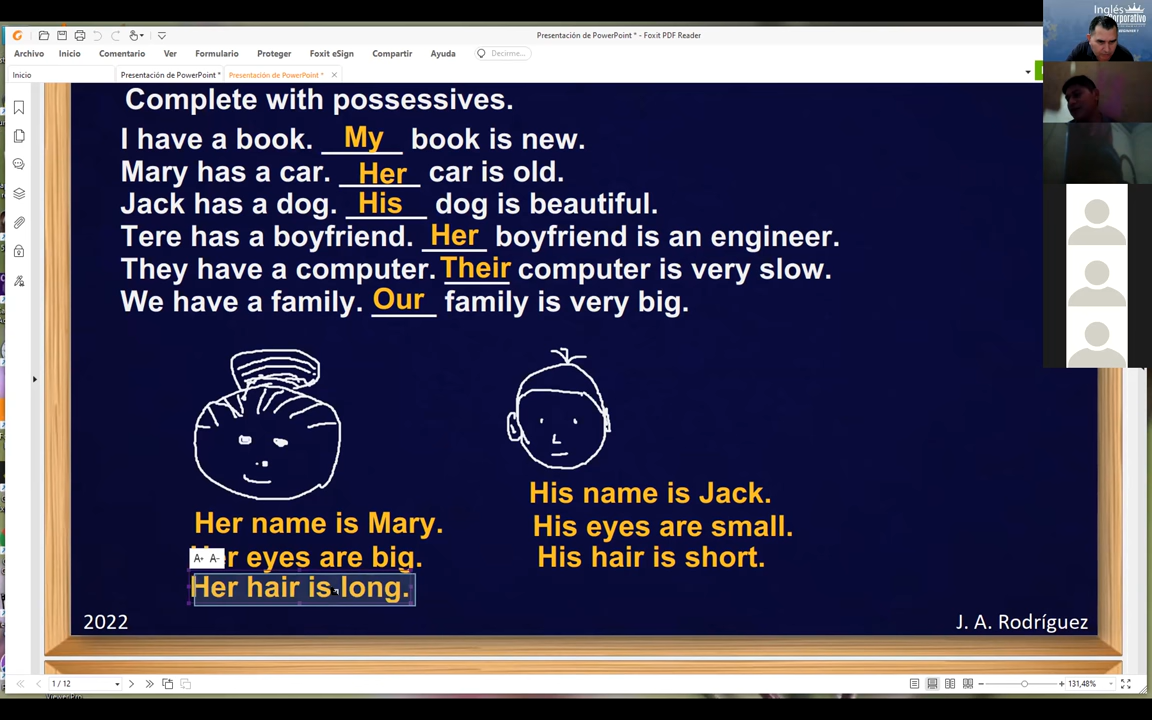 Inglés
Corporativo
BEGINNER 1
Presentación de PowerPoint * - Foxit PDF Reader
Archivo Inicio Comentario Ver Formulario Proteger Foxit eSign Compartir Ayuda Decirme...
Inicio Presentación de PowerPoint * Presentación de PowerPoint *
Complete with possessives.
I have a book. My book is new.
Mary has a car. Her car is old.
Jack has a dog. His dog is beautiful.
Tere has a boyfriend. Her boyfriend is an engineer.
They have a computer. Their computer is very slow.
We have a family. Our family is very big.
Her name is Mary.
Her eyes are big.
Her hair is long.
His name is Jack.
His eyes are small.
His hair is short.
A+ A-
2022
J. A. Rodríguez
1 / 12
131,48%